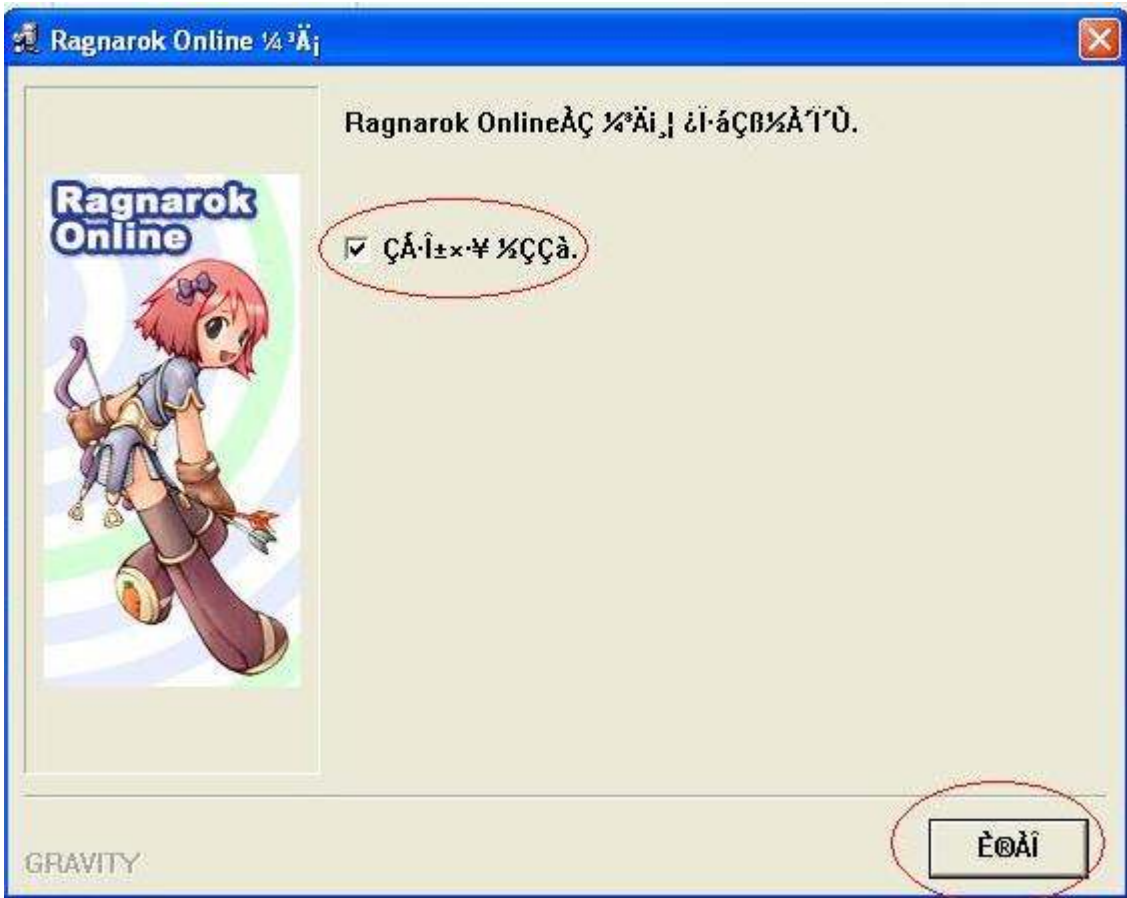 Ragnarok Online ¼³Ä¡
Ragnarok OnlineÀÇ ¼³Ä¡¸¦ ¿Ï·áÇß½À´Ï´Ù.
Ragnarok
Online
ÇÁ·Î±×·¥ ½ÇÇà.
GRAVITY
È®ÀÎ